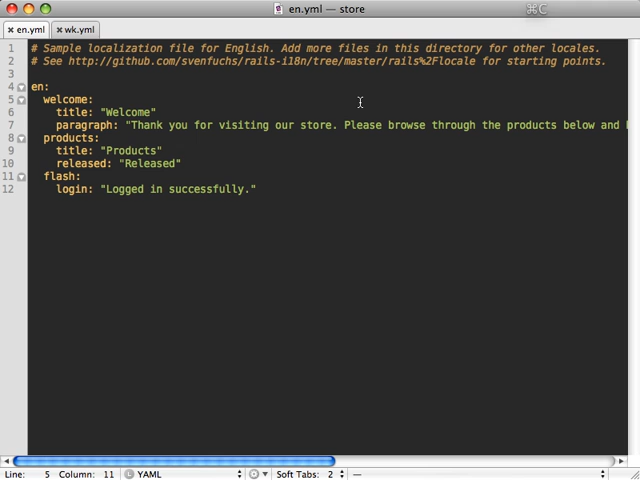 en.yml — store
⌘C
en.yml
wk.yml
1 # Sample localization file for English. Add more files in this directory for other locales.
2 # See http://github.com/svenfuchs/rails-i18n/tree/master/rails%2Flocale for starting points.
3
4 en:
5 welcome:
6 title: "Welcome"
7 paragraph: "Thank you for visiting our store. Please browse through the products below and
8 products:
9 title: "Products"
10 released: "Released"
11 flash:
12 login: "Logged in successfully."
Line: 5 Column: 11 L YAML Soft Tabs: 2 —